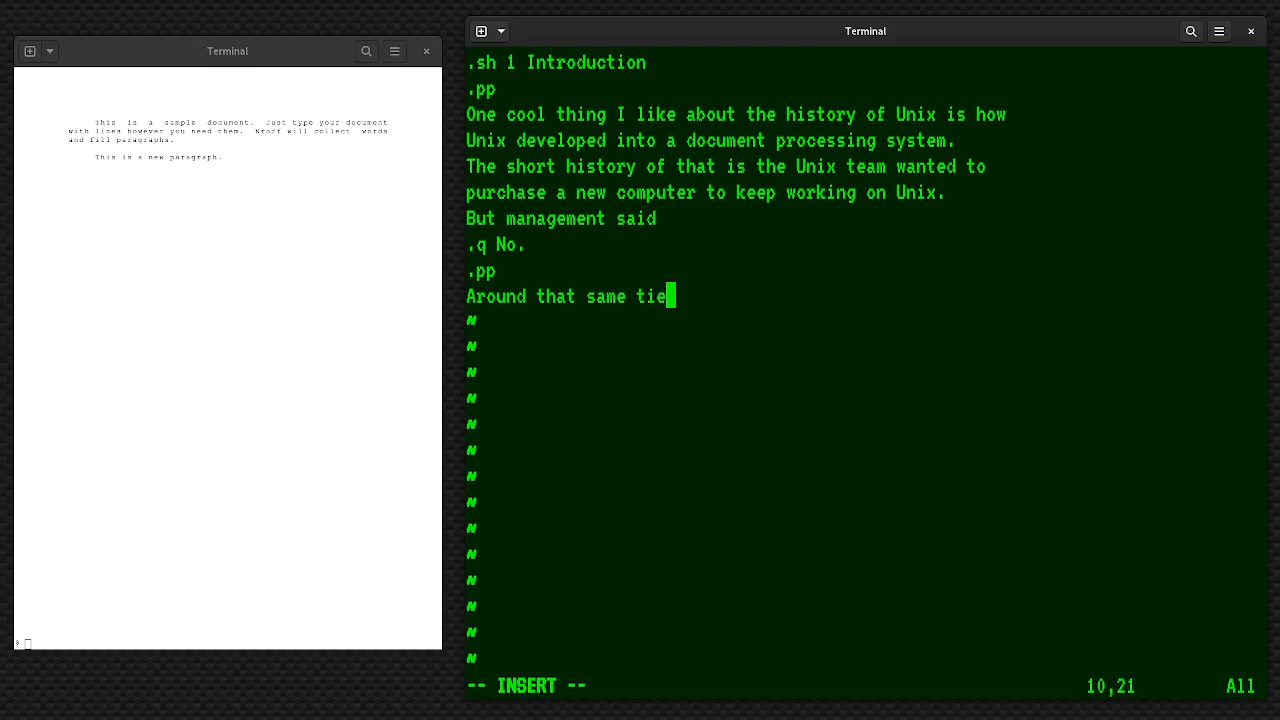 Terminal
This is a sample document. Just type your document
with lines however you need them. Nroff will collect words
and fill paragraphs.
This is a new paragraph.
$
Terminal
.sh 1 Introduction
.pp
One cool thing I like about the history of Unix is how
Unix developed into a document processing system.
The short history of that is the Unix team wanted to
purchase a new computer to keep working on Unix.
But management said
.q No.
.pp
Around that same tie
~
~
~
~
~
~
~
~
~
~
~
~
~
~
-- INSERT -- 10,21 All